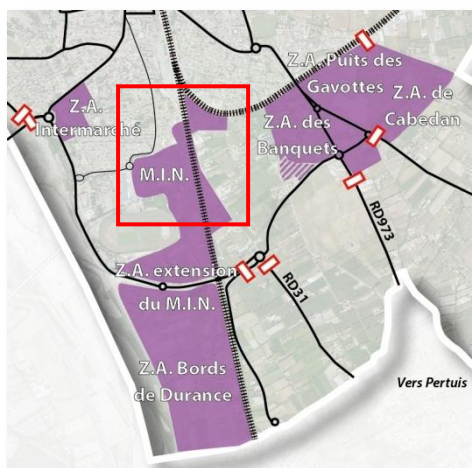 Z.A. Puits des
Gavottes
Z.A. de
Cabedan
Z.A.
Intermarché
Z.A. des
Banquets
M.I.N.
RD973
Z.A. extension
du M.I.N.
RD31
Z.A. Bords
de Durance
Vers Pertuis